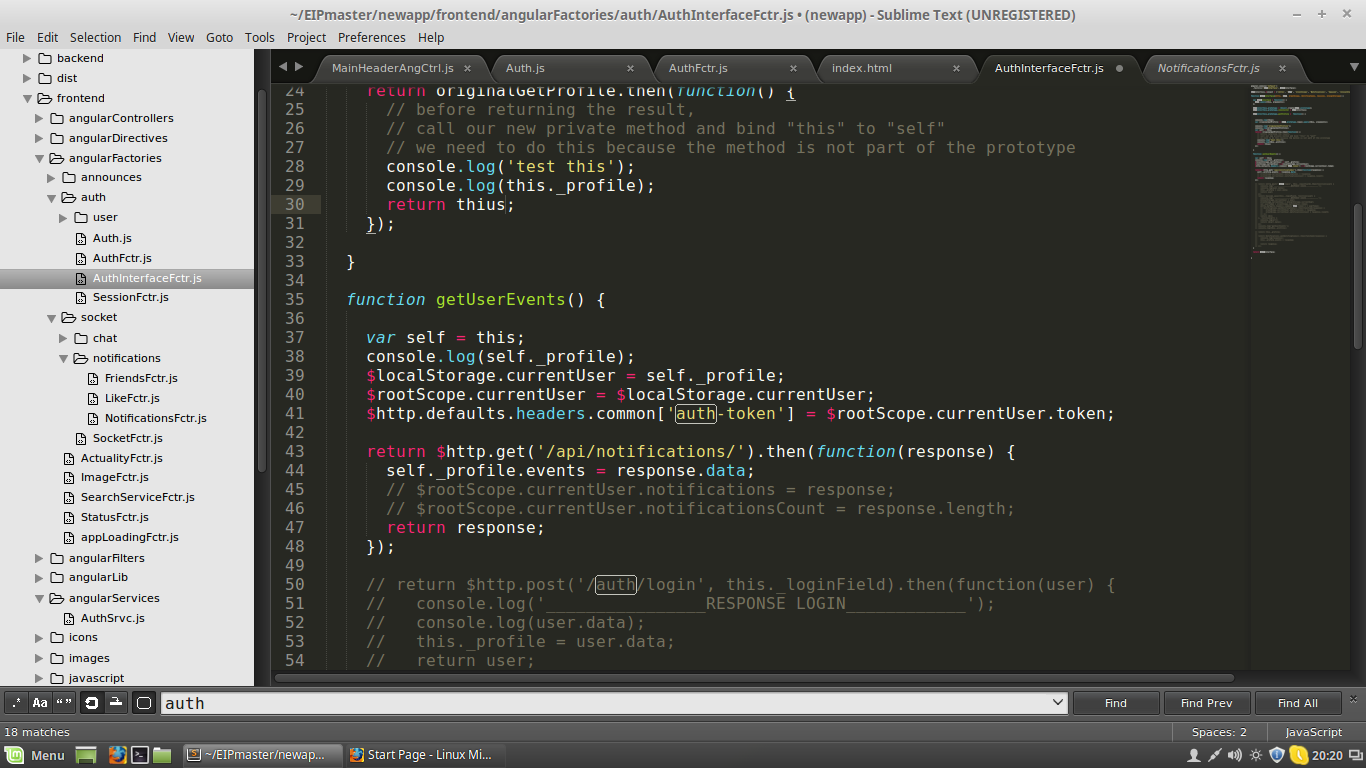 ~/EIPmaster/newapp/frontend/angularFactories/auth/AuthInterfaceFctr.js • (newapp) - Sublime Text (UNREGISTERED)
File Edit Selection Find View Goto Tools Project Preferences Help
backend
dist
frontend
angularControllers
angularDirectives
angularFactories
announces
auth
user
Auth.js
AuthFctr.js
AuthInterfaceFctr.js
SessionFctr.js
socket
chat
notifications
FriendsFctr.js
LikeFctr.js
NotificationsFctr.js
SocketFctr.js
ActualityFctr.js
ImageFctr.js
SearchServiceFctr.js
StatusFctr.js
appLoadingFctr.js
angularFilters
angularLib
angularServices
AuthSrvc.js
icons
images
javascript
MainHeaderAngCtrl.js × Auth.js × AuthFctr.js × index.html × AuthInterfaceFctr.js NotificationsFctr.js ×
24 return originalGetProfile.then(function() {
25 // before returning the result,
26 // call our new private method and bind "this" to "self"
27 // we need to do this because the method is not part of the prototype
28 console.log('test this');
29 console.log(this._profile);
30 return thius;
31 });
32
33 }
34
35 function getUserEvents() {
36
37 var self = this;
38 console.log(self._profile);
39 $localStorage.currentUser = self._profile;
40 $rootScope.currentUser = $localStorage.currentUser;
41 $http.defaults.headers.common['auth-token'] = $rootScope.currentUser.token;
42
43 return $http.get('/api/notifications/').then(function(response) {
44 self._profile.events = response.data;
45 // $rootScope.currentUser.notifications = response;
46 // $rootScope.currentUser.notificationsCount = response.length;
47 return response;
48 });
49
50 // return $http.post('/auth/login', this._loginField).then(function(user) {
51 // console.log('________________RESPONSE LOGIN____________');
52 // console.log(user.data);
53 // this._profile = user.data;
54 // return user;
.* Aa “ ” auth Find Find Prev Find All ×
18 matches Spaces: 2 JavaScript
Menu ~/EIPmaster/newap... Start Page - Linux Mi... 20:20